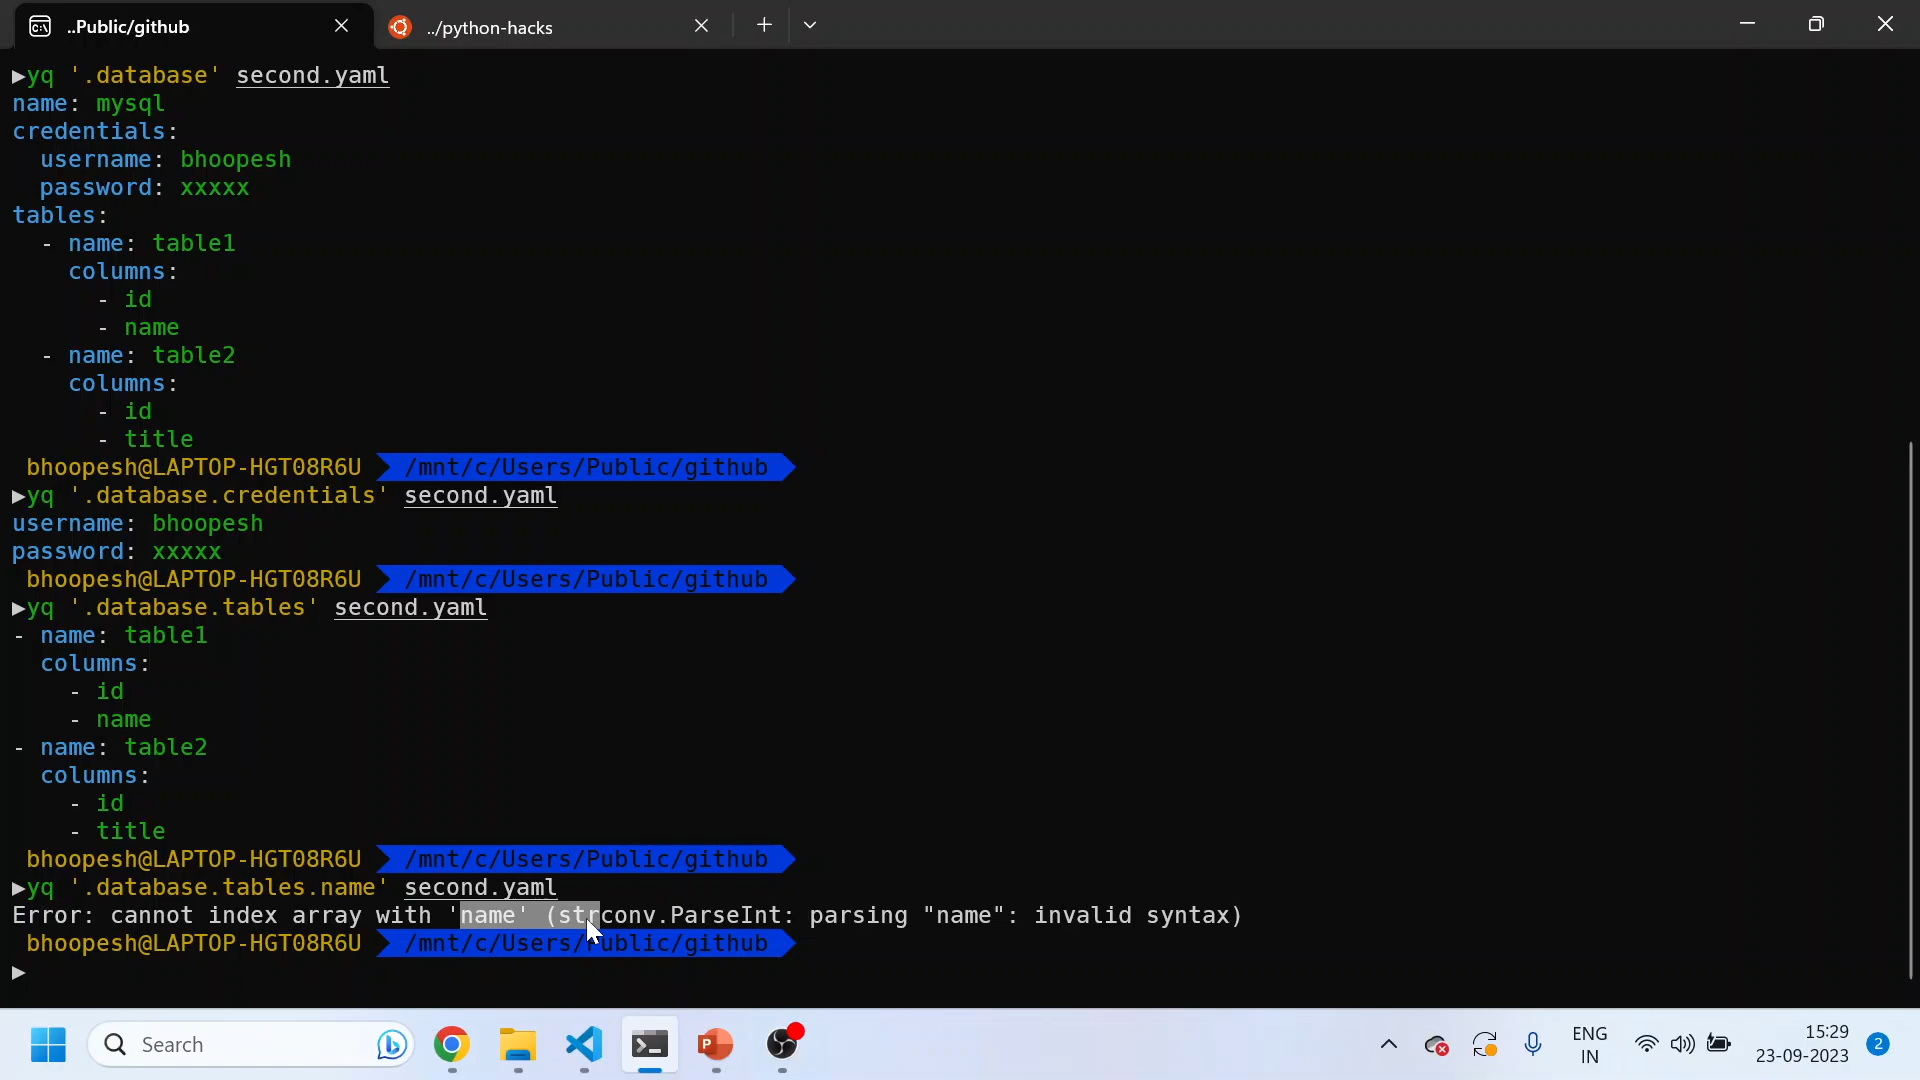 ..Public/github
../python-hacks
▶yq '.database' second.yaml
name: mysql
credentials:
  username: bhoopesh
  password: xxxxx
tables:
  - name: table1
    columns:
      - id
      - name
  - name: table2
    columns:
      - id
      - title
bhoopesh@LAPTOP-HGT08R6U /mnt/c/Users/Public/github
▶yq '.database.credentials' second.yaml
username: bhoopesh
password: xxxxx
bhoopesh@LAPTOP-HGT08R6U /mnt/c/Users/Public/github
▶yq '.database.tables' second.yaml
- name: table1
  columns:
    - id
    - name
- name: table2
  columns:
    - id
    - title
bhoopesh@LAPTOP-HGT08R6U /mnt/c/Users/Public/github
▶yq '.database.tables.name' second.yaml
Error: cannot index array with 'name' (strconv.ParseInt: parsing "name": invalid syntax)
bhoopesh@LAPTOP-HGT08R6U /mnt/c/Users/Public/github
▶
Search
ENG
IN
15:29
23-09-2023
2